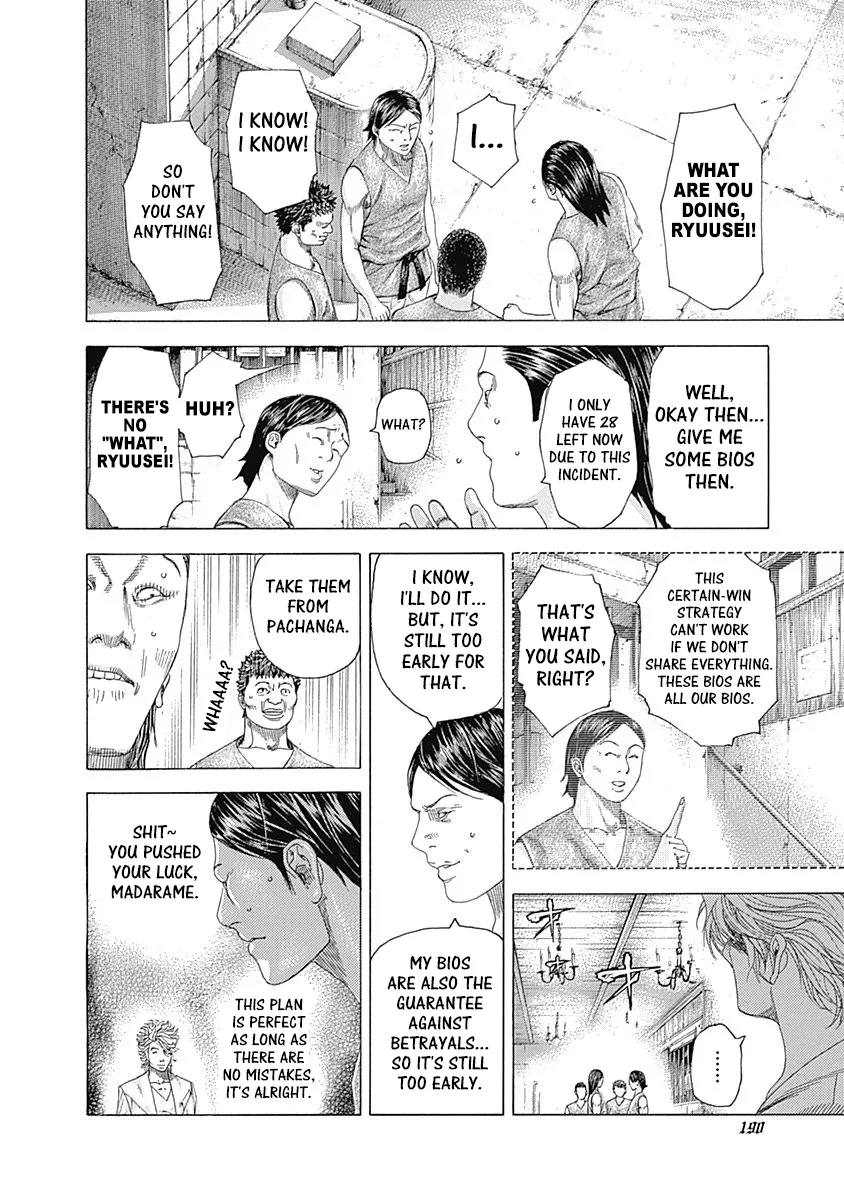 WHAT
ARE YOU
DOING,
RYUUSEI!
I...
I KNOW!
I KNOW!
SO
DON'T
YOU SAY
ANYTHING!
WELL,
OKAY THEN...
GIVE ME
SOME BIOS
THEN.
I ONLY
HAVE 28
LEFT NOW
DUE TO THIS
INCIDENT.
WHAT?
HUH?
THERE'S
NO
"WHAT",
RYUUSEI!
THIS
CERTAIN-WIN
STRATEGY
CAN'T WORK
IF WE DON'T
SHARE EVERYTHING.
THESE BIOS ARE
ALL OUR BIOS.
THAT'S
WHAT
YOU SAID,
RIGHT?
I KNOW,
I'LL DO IT...
BUT, IT'S
STILL TOO
EARLY FOR
THAT.
TAKE THEM
FROM
PACHANGA.
WHAAAA?
......
MY BIOS
ARE ALSO THE
GUARANTEE
AGAINST
BETRAYALS...
SO IT'S STILL
TOO EARLY.
SHIT~
YOU PUSHED
YOUR LUCK,
MADARAME.
THIS PLAN
IS PERFECT
AS LONG AS
THERE ARE
NO MISTAKES,
IT'S ALRIGHT.
190